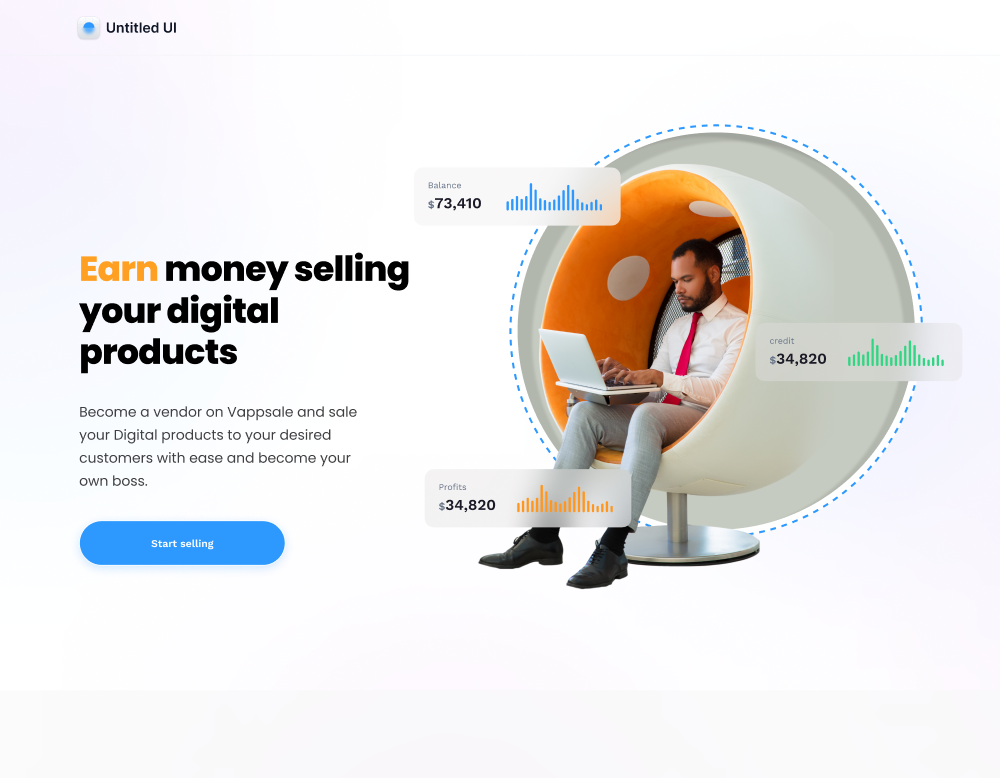 Untitled UI
Balance
$73,410
Earn money selling
your digital
products
credit
$34,820
Become a vendor on Vappsale and sale
your Digital products to your desired
customers with ease and become your
own boss.
Profits
$34,820
Start selling